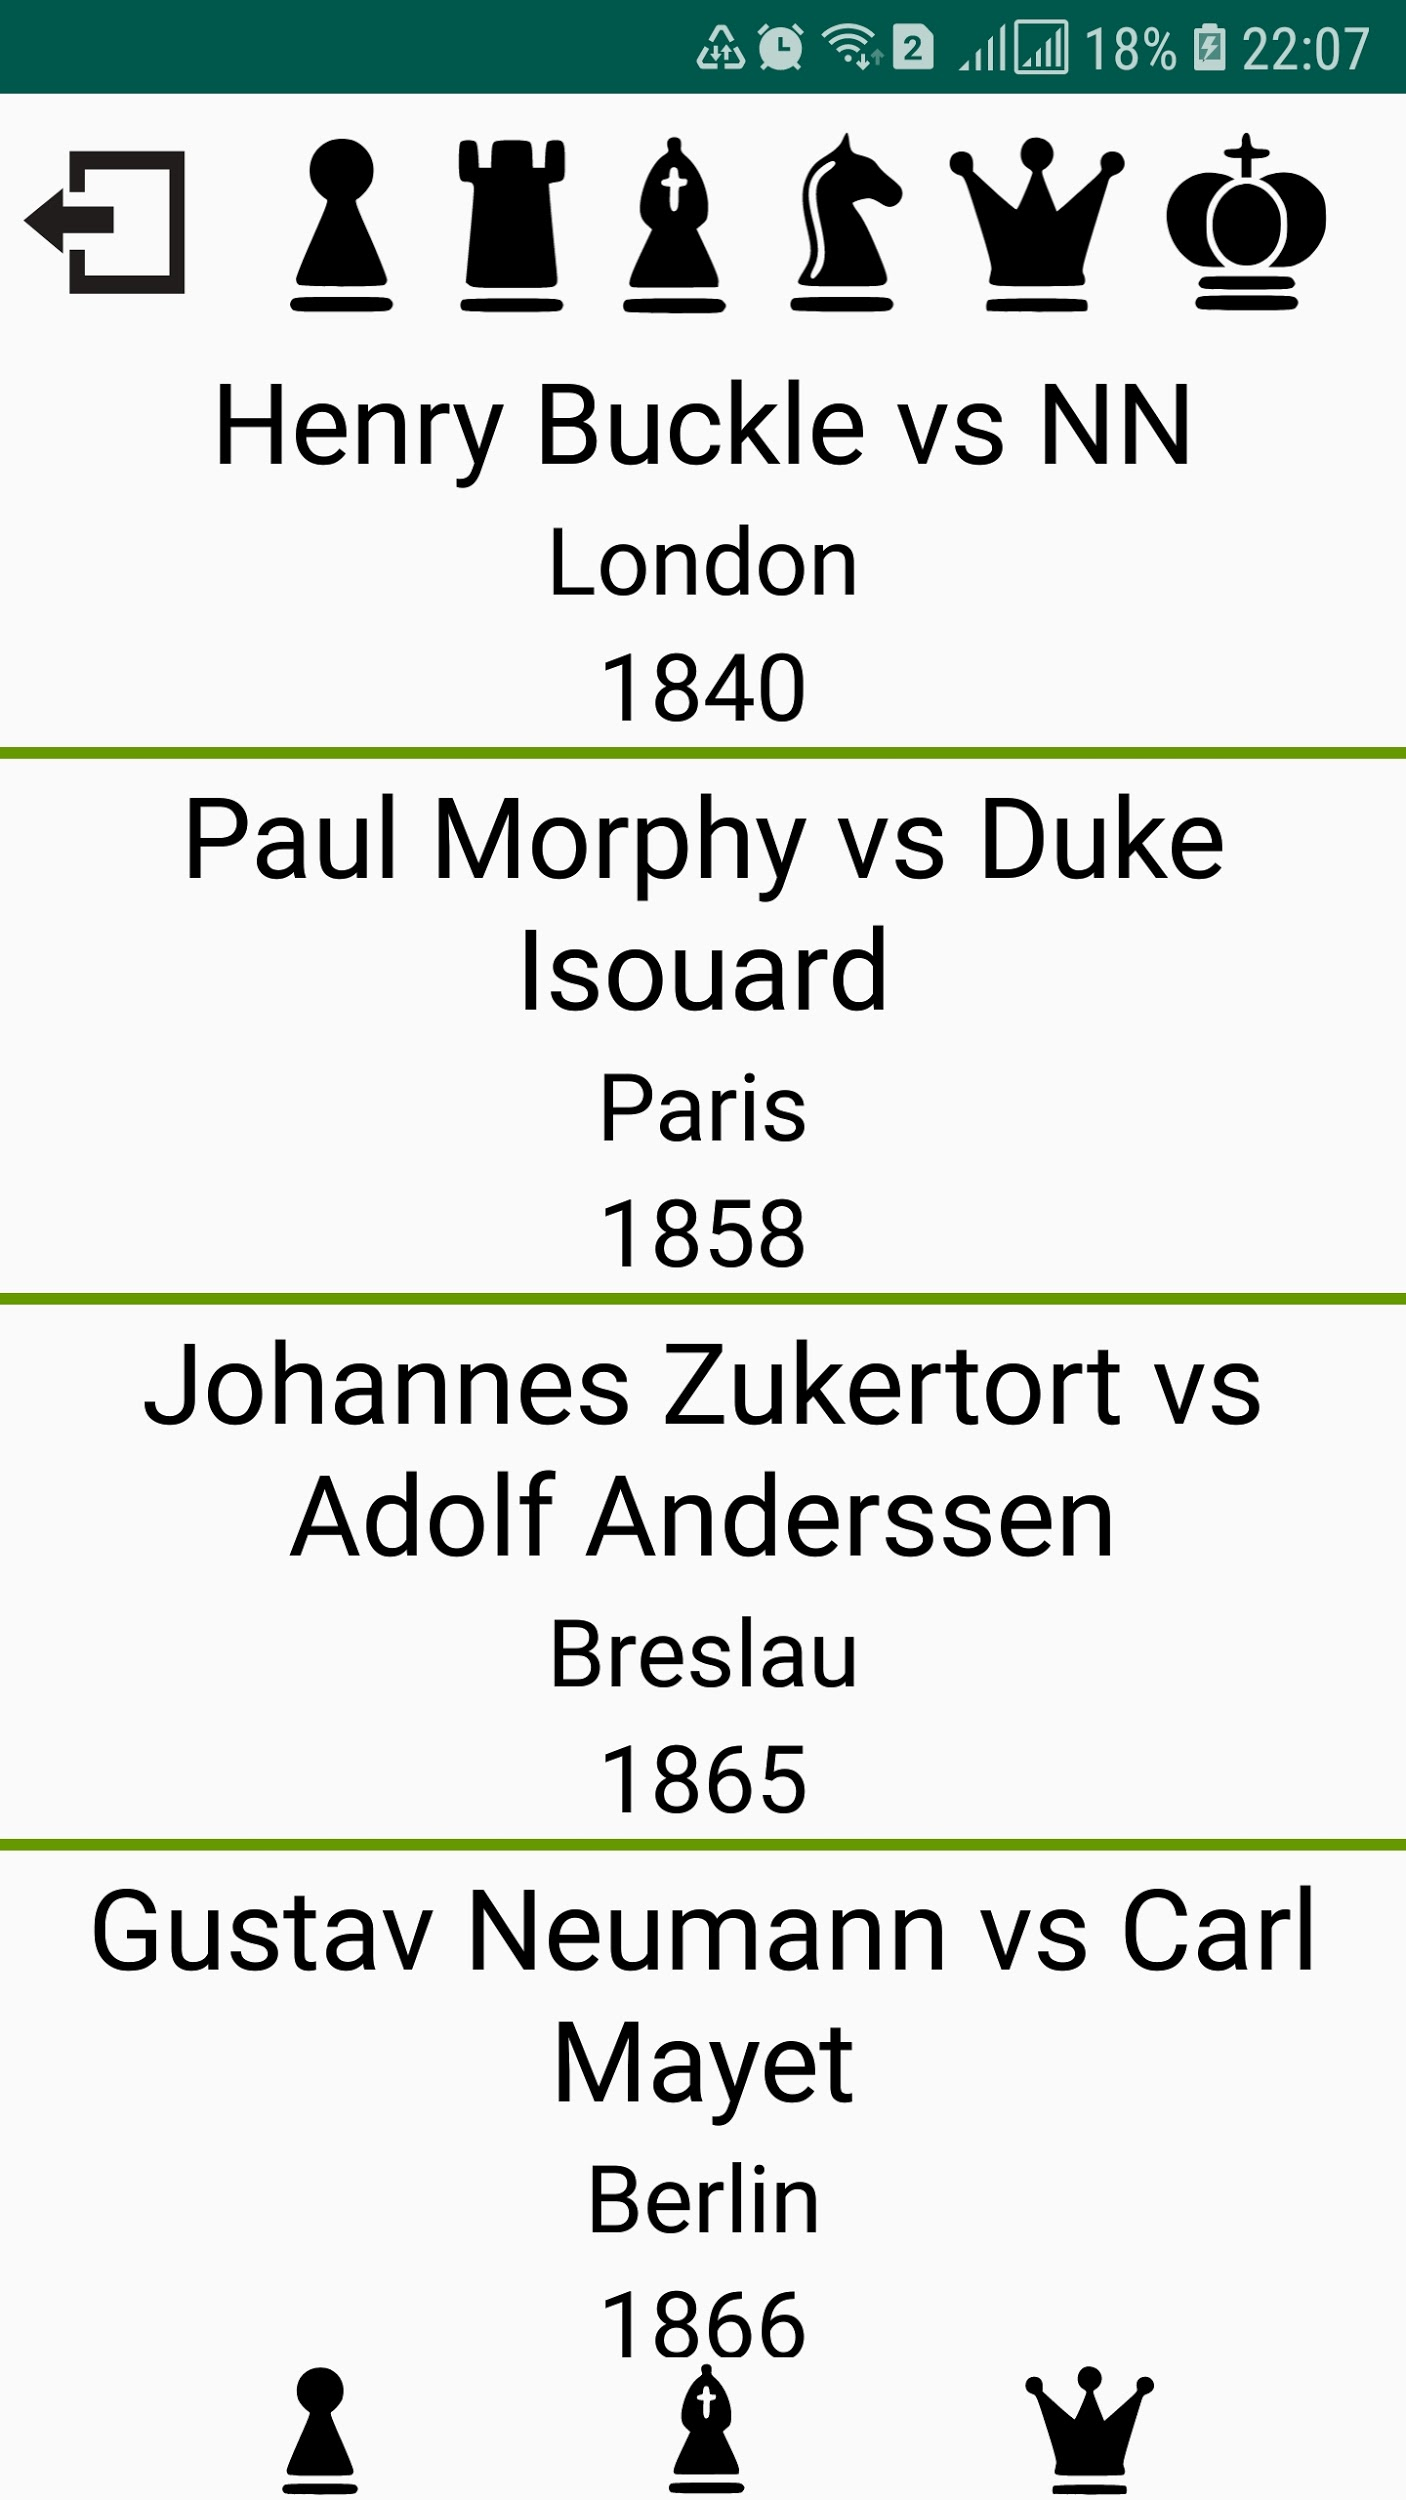 2 18% 22:07
Henry Buckle vs NN
London
1840
Paul Morphy vs Duke
Isouard
Paris
1858
Johannes Zukertort vs
Adolf Anderssen
Breslau
1865
Gustav Neumann vs Carl
Mayet
Berlin
1866